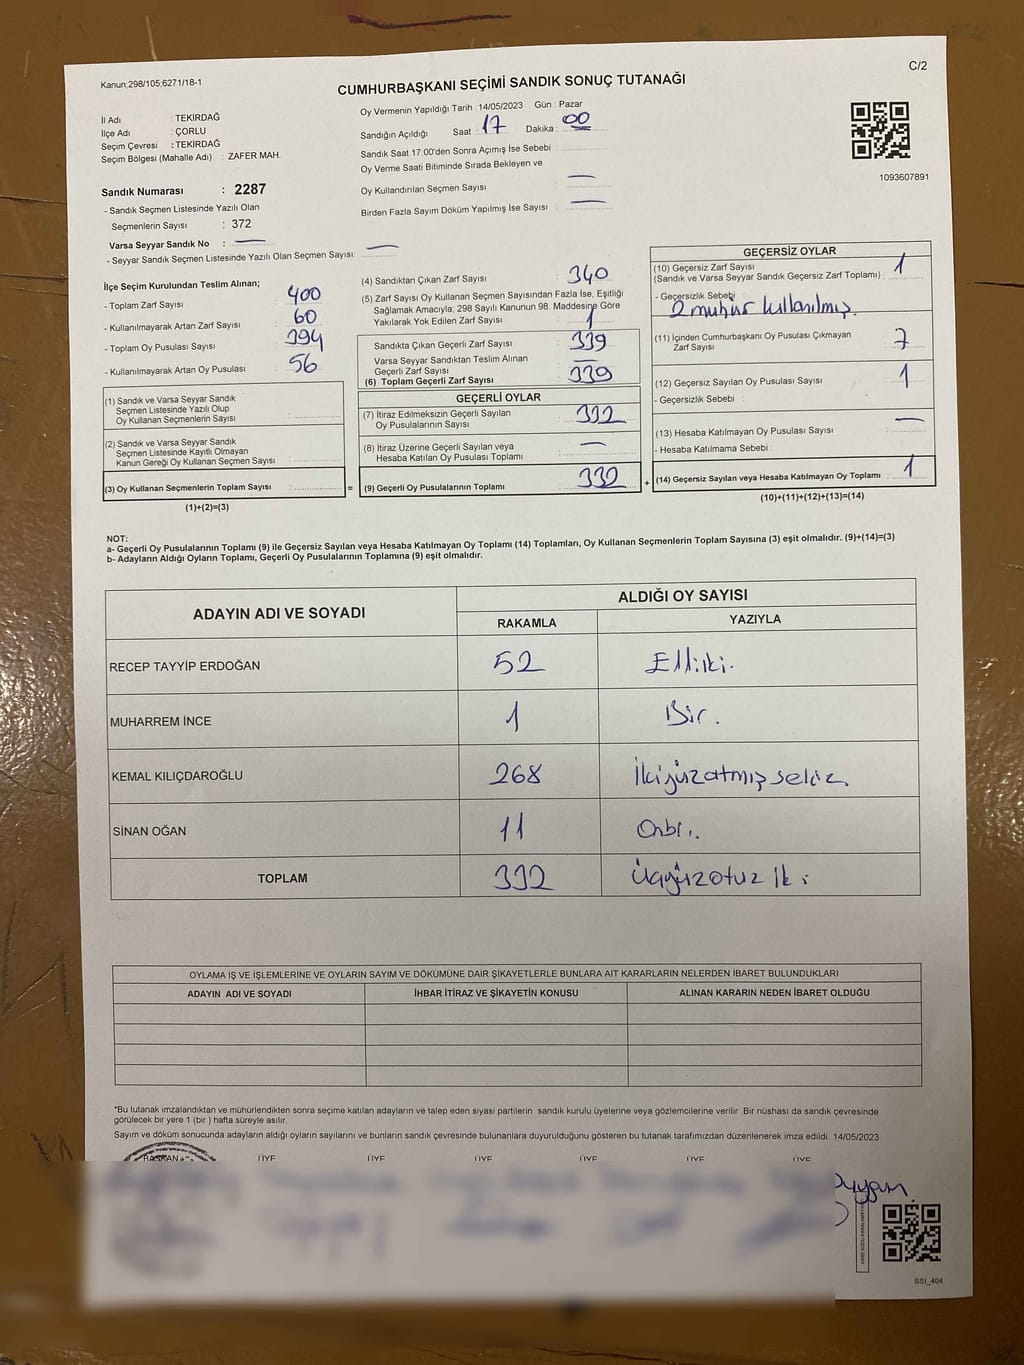 Kanun:298/105;6271/18-1
C/2
CUMHURBAŞKANI SEÇİMİ SANDIK SONUÇ TUTANAĞI
1093607891
İl Adı : TEKİRDAĞ
İlçe Adı : ÇORLU
Seçim Çevresi : TEKİRDAĞ
Seçim Bölgesi (Mahalle Adı) : ZAFER MAH.
Sandık Numarası : 2287
- Sandık Seçmen Listesinde Yazılı Olan
Seçmenlerin Sayısı : 372
Varsa Seyyar Sandık No : —
- Seyyar Sandık Seçmen Listesinde Yazılı Olan Seçmen Sayısı: —
Oy Vermenin Yapıldığı Tarih : 14/05/2023 Gün : Pazar
Sandığın Açıldığı Saat : 17 Dakika : 00
Sandık Saat 17:00'den Sonra Açımış İse Sebebi :
Oy Verme Saati Bitiminde Sırada Bekleyen ve
Oy Kullandırılan Seçmen Sayısı : —
Birden Fazla Sayım Döküm Yapılmış İse Sayısı : —
İlçe Seçim Kurulundan Teslim Alınan;
- Toplam Zarf Sayısı : 400
- Kullanılmayarak Artan Zarf Sayısı : 60
- Toplam Oy Pusulası Sayısı : 394
- Kullanılmayarak Artan Oy Pusulası : 56
(1) Sandık ve Varsa Seyyar Sandık
Seçmen Listesinde Yazılı Olup
Oy Kullanan Seçmenlerin Sayısı :
(2) Sandık ve Varsa Seyyar Sandık
Seçmen Listesinde Kayıtlı Olmayan
Kanun Gereği Oy Kullanan Seçmen Sayısı :
(3) Oy Kullanan Seçmenlerin Toplam Sayısı : =
(1)+(2)=(3)
(4) Sandıktan Çıkan Zarf Sayısı : 340
(5) Zarf Sayısı Oy Kullanan Seçmen Sayısından Fazla İse, Eşitliği
Sağlamak Amacıyla, 298 Sayılı Kanunun 98. Maddesine Göre
Yakılarak Yok Edilen Zarf Sayısı : 1
Sandıkta Çıkan Geçerli Zarf Sayısı : 339
Varsa Seyyar Sandıktan Teslim Alınan
Geçerli Zarf Sayısı : —
(6) Toplam Geçerli Zarf Sayısı : 339
GEÇERLİ OYLAR
(7) İtiraz Edilmeksizin Geçerli Sayılan
Oy Pusulalarının Sayısı : 332
(8) İtiraz Üzerine Geçerli Sayılan veya
Hesaba Katılan Oy Pusulası Toplamı : —
(9) Geçerli Oy Pusulalarının Toplamı : 332 +
GEÇERSİZ OYLAR
(10) Geçersiz Zarf Sayısı
(Sandık ve Varsa Seyyar Sandık Geçersiz Zarf Toplamı) : 1
- Geçersizlik Sebebi :
2 mühür kullanılmış.
(11) İçinden Cumhurbaşkanı Oy Pusulası Çıkmayan
Zarf Sayısı : 7
(12) Geçersiz Sayılan Oy Pusulası Sayısı : 1
- Geçersizlik Sebebi :
(13) Hesaba Katılmayan Oy Pusulası Sayısı : —
- Hesaba Katılmama Sebebi :
(14) Geçersiz Sayılan veya Hesaba Katılmayan Oy Toplamı : 1
(10)+(11)+(12)+(13)=(14)
NOT:
a- Geçerli Oy Pusulalarının Toplamı (9) ile Geçersiz Sayılan veya Hesaba Katılmayan Oy Toplamı (14) Toplamları, Oy Kullanan Seçmenlerin Toplam Sayısına (3) eşit olmalıdır. (9)+(14)=(3)
b- Adayların Aldığı Oyların Toplamı, Geçerli Oy Pusulalarının Toplamına (9) eşit olmalıdır.
ADAYIN ADI VE SOYADI ALDIĞI OY SAYISI
RAKAMLA YAZIYLA
RECEP TAYYİP ERDOĞAN 52 Elliiki.
MUHARREM İNCE 1 Bir.
KEMAL KILIÇDAROĞLU 268 İkiyüzatmış sekiz.
SİNAN OĞAN 11 Onbir.
TOPLAM 332 Üçyüzotuz iki
OYLAMA İŞ VE İŞLEMLERİNE VE OYLARIN SAYIM VE DÖKÜMÜNE DAİR ŞİKAYETLERLE BUNLARA AİT KARARLARIN NELERDEN İBARET BULUNDUKLARI
ADAYIN ADI VE SOYADI İHBAR İTİRAZ VE ŞİKAYETİN KONUSU ALINAN KARARIN NEDEN İBARET OLDUĞU
*Bu tutanak imzalandıktan ve mühürlendikten sonra seçime katılan adayların ve talep eden siyasi partilerin sandık kurulu üyelerine veya gözlemcilerine verilir. Bir nüshası da sandık çevresinde
görülecek bir yere 1 (bir ) hafta süreyle asılır.
Sayım ve döküm sonucunda adayların aldığı oyların sayılarını ve bunların sandık çevresinde bulunanlara duyurulduğunu gösteren bu tutanak tarafımızdan düzenlenerek imza edildi. 14/05/2023
BAŞKAN ÜYE ÜYE ÜYE ÜYE ÜYE ÜYE
SSI_404